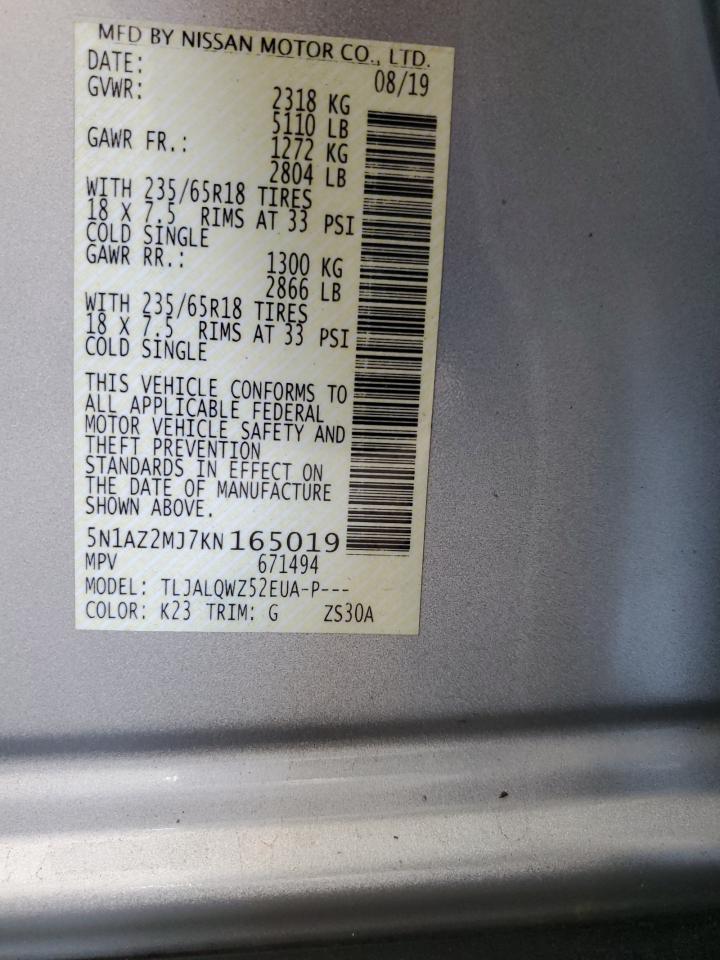 MFD BY NISSAN MOTOR CO., LTD.
DATE: 08/19
GVWR: 2318 KG
5110 LB
GAWR FR.: 1272 KG
2804 LB
WITH 235/65R18 TIRES
18 X 7.5 RIMS AT 33 PSI
COLD SINGLE
GAWR RR.: 1300 KG
2866 LB
WITH 235/65R18 TIRES
18 X 7.5 RIMS AT 33 PSI
COLD SINGLE
THIS VEHICLE CONFORMS TO
ALL APPLICABLE FEDERAL
MOTOR VEHICLE SAFETY AND
THEFT PREVENTION
STANDARDS IN EFFECT ON
THE DATE OF MANUFACTURE
SHOWN ABOVE.
5N1AZ2MJ7KN165019
MPV 671494
MODEL: TLJALQWZ52EUA-P---
COLOR: K23 TRIM: G ZS30A